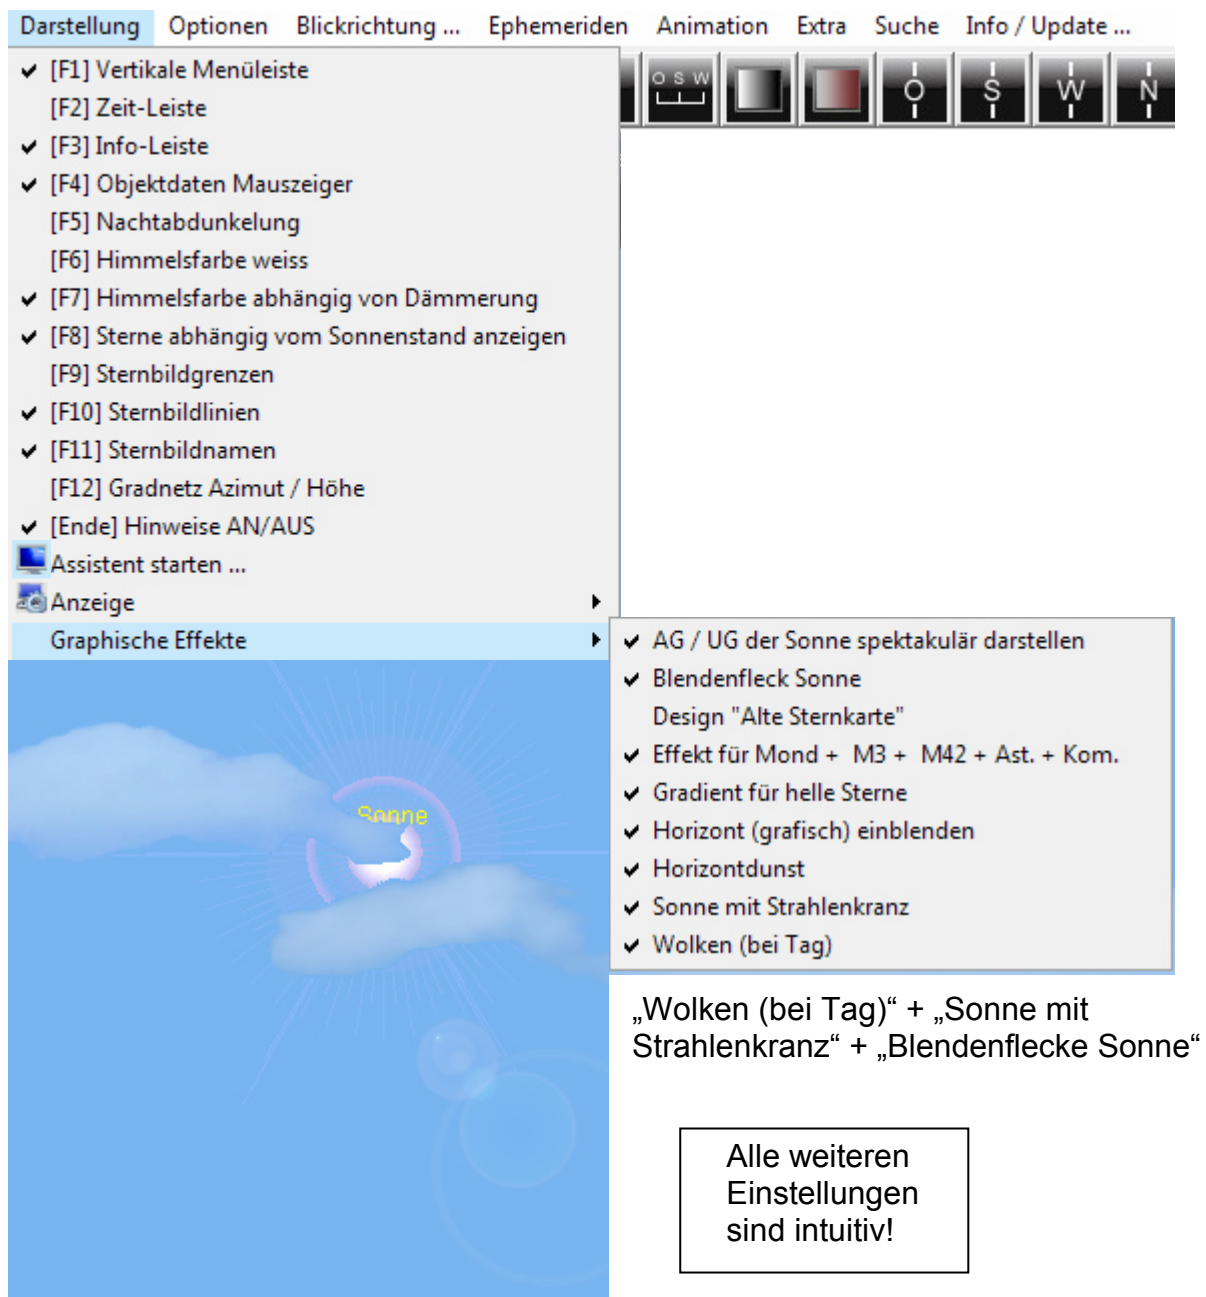 Darstellung Optionen Blickrichtung ... Ephemeriden Animation Extra Suche Info / Update ...
O S W
O S W N
[F1] Vertikale Menüleiste
[F2] Zeit-Leiste
[F3] Info-Leiste
[F4] Objektdaten Mauszeiger
[F5] Nachtabdunkelung
[F6] Himmelsfarbe weiss
[F7] Himmelsfarbe abhängig von Dämmerung
[F8] Sterne abhängig vom Sonnenstand anzeigen
[F9] Sternbildgrenzen
[F10] Sternbildlinien
[F11] Sternbildnamen
[F12] Gradnetz Azimut / Höhe
[Ende] Hinweise AN/AUS
Assistent starten ...
Anzeige
Graphische Effekte
AG / UG der Sonne spektakulär darstellen
Blendenfleck Sonne
Design "Alte Sternkarte"
Effekt für Mond + M3 + M42 + Ast. + Kom.
Gradient für helle Sterne
Horizont (grafisch) einblenden
Horizontdunst
Sonne mit Strahlenkranz
Wolken (bei Tag)
Sonne
„Wolken (bei Tag)“ + „Sonne mit
Strahlenkranz“ + „Blendenflecke Sonne“
Alle weiteren
Einstellungen
sind intuitiv!